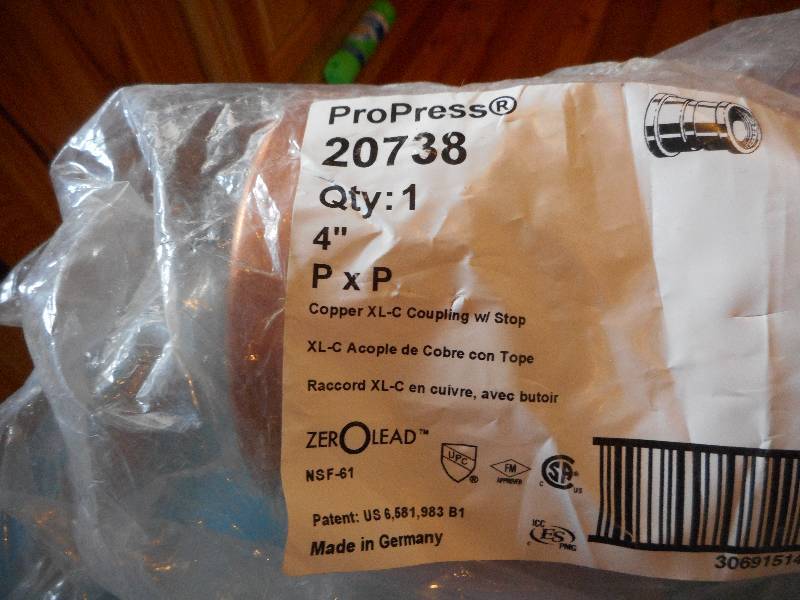 ProPress®
20738
Qty: 1
4"
P x P
Copper XL-C Coupling w/ Stop
XL-C Acople de Cobre con Tope
Raccord XL-C en cuivre, avec butoir
ZEROLEAD™
NSF-61
UPC ®
FM APPROVED
C SA US
Patent: US 6,581,983 B1
Made in Germany
ICC ES PMG
30691514